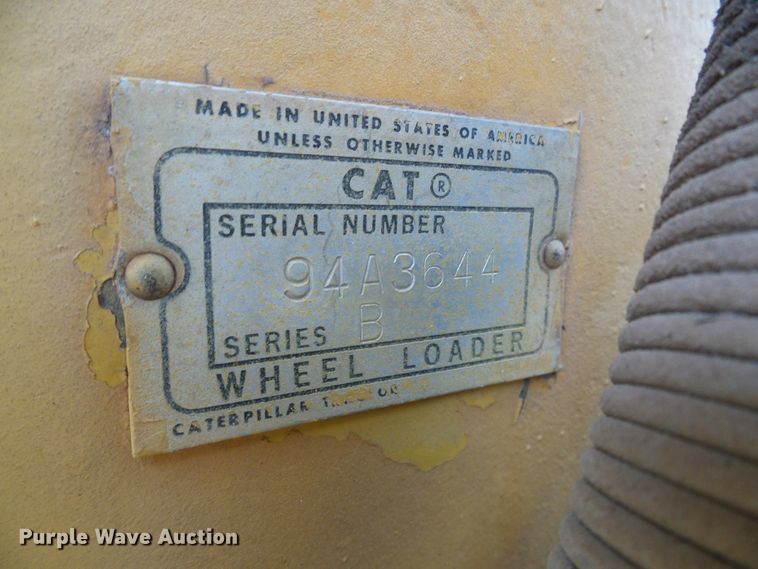 MADE IN UNITED STATES OF AMERICA
UNLESS OTHERWISE MARKED
CAT ®
SERIAL NUMBER
94A3644
SERIES B
WHEEL LOADER
CATERPILLAR TRACTOR
Purple Wave Auction